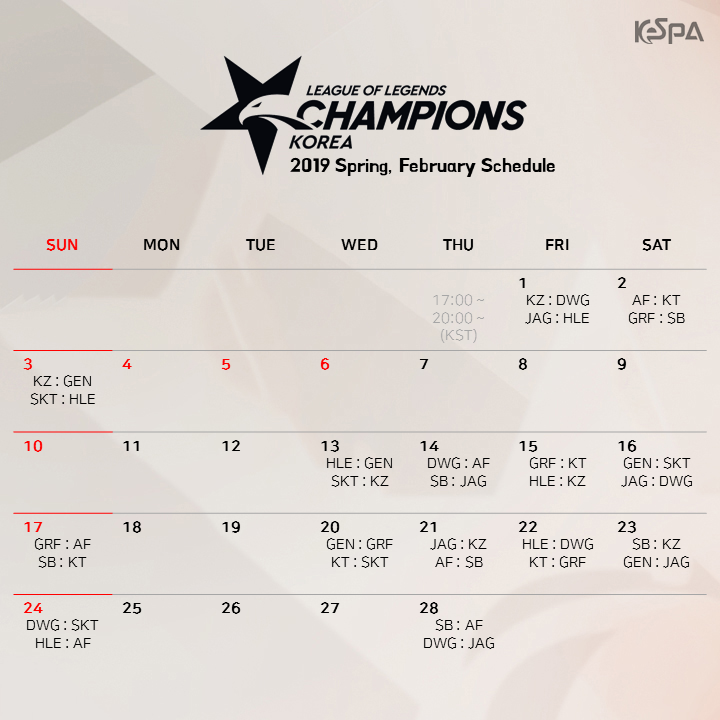 KeSPA
LEAGUE OF LEGENDS
CHAMPIONS
KOREA
2019 Spring, February Schedule
SUN MON TUE WED THU FRI SAT
1 2
17:00 ~ KZ : DWG AF : KT
20:00 ~ JAG : HLE GRF : SB
(KST)
3 4 5 6 7 8 9
KZ : GEN
SKT : HLE
10 11 12 13 14 15 16
HLE : GEN DWG : AF GRF : KT GEN : SKT
SKT : KZ SB : JAG HLE : KZ JAG : DWG
17 18 19 20 21 22 23
GRF : AF GEN : GRF JAG : KZ HLE : DWG SB : KZ
SB : KT KT : SKT AF : SB KT : GRF GEN : JAG
24 25 26 27 28
DWG : SKT SB : AF
HLE : AF DWG : JAG